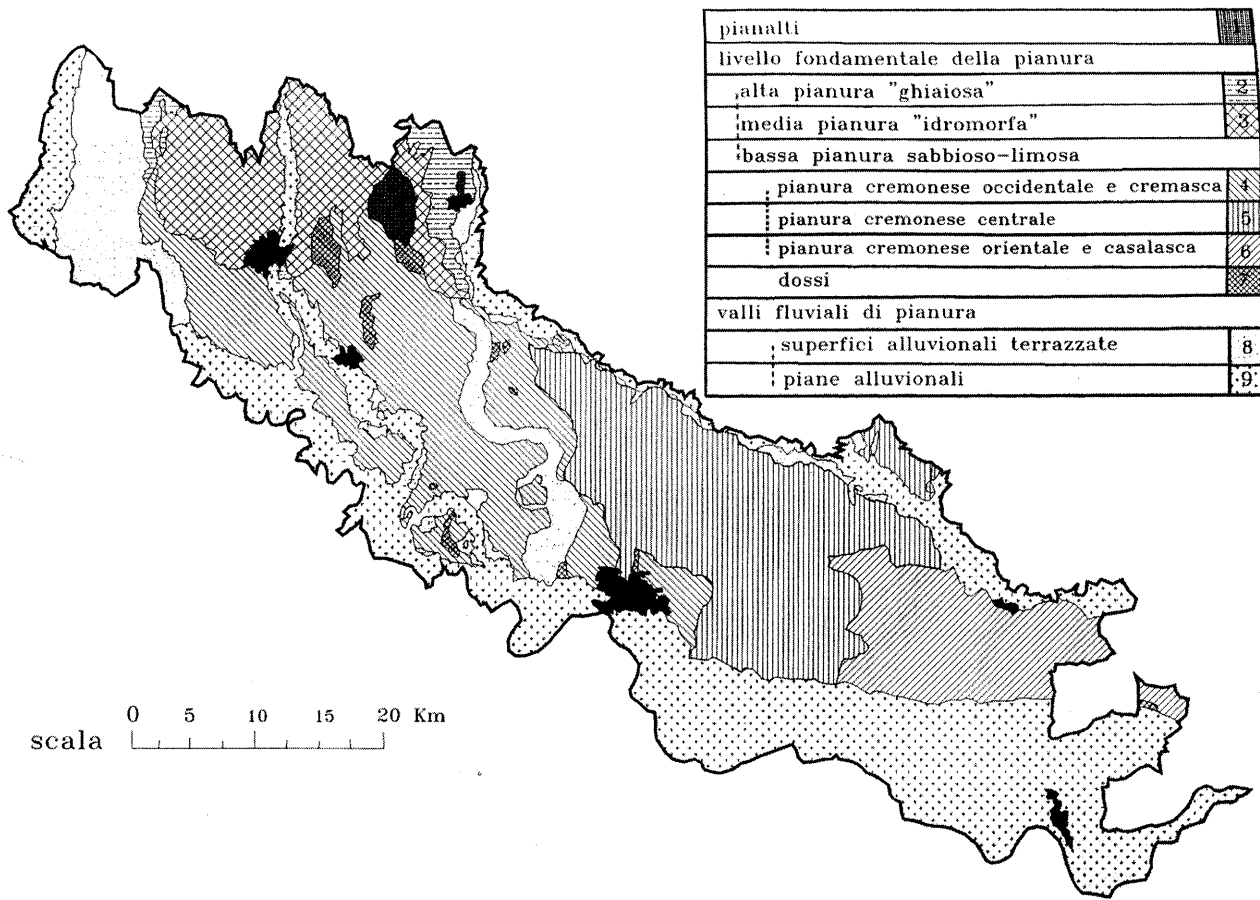 pianalti 1
livello fondamentale della pianura
alta pianura "ghiaiosa" 2
media pianura "idromorfa" 3
bassa pianura sabbioso-limosa
pianura cremonese occidentale e cremasca 4
pianura cremonese centrale 5
pianura cremonese orientale e casalasca 6
dossi 7
valli fluviali di pianura
superfici alluvionali terrazzate 8
piane alluvionali 9
0 5 10 15 20 Km
scala